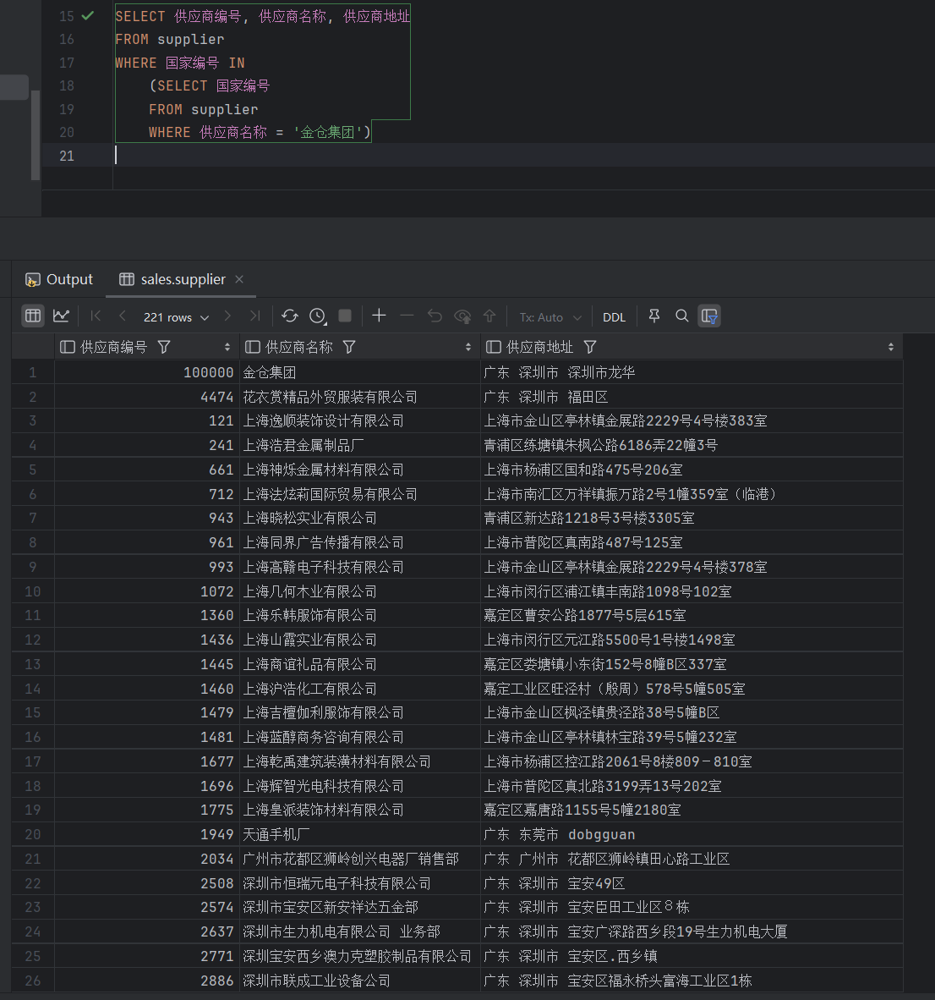 15 SELECT 供应商编号, 供应商名称, 供应商地址
16 FROM supplier
17 WHERE 国家编号 IN
18 (SELECT 国家编号
19 FROM supplier
20 WHERE 供应商名称 = '金仓集团')
21
Output sales.supplier
221 rows Tx: Auto DDL
供应商编号 供应商名称 供应商地址
1 100000 金仓集团 广东 深圳市 深圳市龙华
2 4474 花衣赏精品外贸服装有限公司 广东 深圳市 福田区
3 121 上海逸顺装饰设计有限公司 上海市金山区亭林镇金展路2229号4号楼383室
4 241 上海浩君金属制品厂 青浦区练塘镇朱枫公路6186弄22幢3号
5 661 上海神烁金属材料有限公司 上海市杨浦区国和路475号206室
6 712 上海法炫莉国际贸易有限公司 上海市南汇区万祥镇振万路2号1幢359室（临港）
7 943 上海晓松实业有限公司 青浦区新达路1218号3号楼3305室
8 961 上海同界广告传播有限公司 上海市普陀区真南路487号125室
9 993 上海高赣电子科技有限公司 上海市金山区亭林镇金展路2229号4号楼378室
10 1072 上海几何木业有限公司 上海市闵行区浦江镇丰南路1098号102室
11 1360 上海乐韩服饰有限公司 嘉定区曹安公路1877号5层615室
12 1436 上海山霞实业有限公司 上海市闵行区元江路5500号1号楼1498室
13 1445 上海商谊礼品有限公司 嘉定区娄塘镇小东街152号8幢B区337室
14 1460 上海沪浩化工有限公司 嘉定工业区旺泾村（殷周）578号5幢505室
15 1479 上海吉檀伽利服饰有限公司 上海市金山区枫泾镇贵泾路38号5幢B区
16 1481 上海蓝醇商务咨询有限公司 上海市金山区亭林镇林宝路39号5幢232室
17 1677 上海乾禹建筑装潢材料有限公司 上海市杨浦区控江路2061号8楼809－810室
18 1696 上海辉智光电科技有限公司 上海市普陀区真北路3199弄13号202室
19 1775 上海皇派装饰材料有限公司 嘉定区嘉唐路1155号5幢2180室
20 1949 天通手机厂 广东 东莞市 dobgguan
21 2034 广州市花都区狮岭创兴电器厂销售部 广东 广州市 花都区狮岭镇田心路工业区
22 2508 深圳市恒瑞元电子科技有限公司 广东 深圳市 宝安49区
23 2574 深圳市宝安区新安祥达五金部 广东 深圳市 宝安臣田工业区８栋
24 2637 深圳市生力机电有限公司 业务部 广东 深圳市 宝安广深路西乡段19号生力机电大厦
25 2771 深圳宝安西乡澳力克塑胶制品有限公司 广东 深圳市 宝安区.西乡镇
26 2886 深圳市联成工业设备公司 广东 深圳市 宝安区福永桥头富海工业区1栋